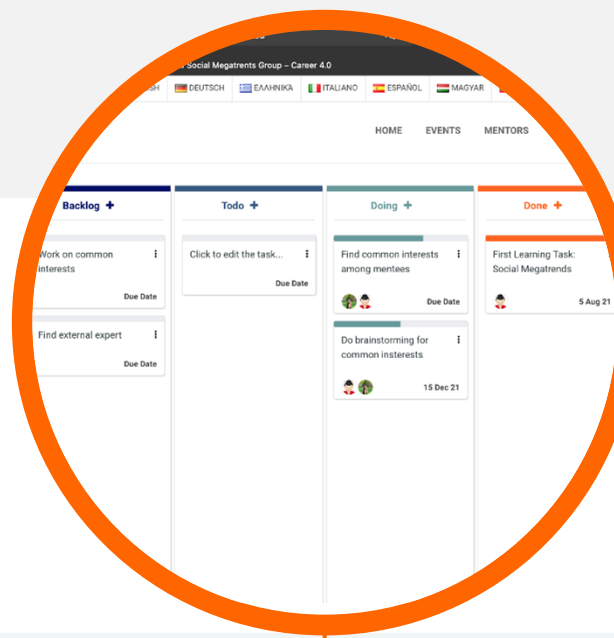 Social Megatrents Group – Career 4.0
DEUTSCH ΕΛΛΗΝΙΚΆ ITALIANO ESPAÑOL MAGYAR
HOME EVENTS MENTORS
Backlog +
Work on common
interests
Due Date
Find external expert
Due Date
Todo +
Click to edit the task...
Due Date
Doing +
Find common interests
among mentees
Due Date
Do brainstorming for
common insterests
15 Dec 21
Done +
First Learning Task:
Social Megatrends
5 Aug 21